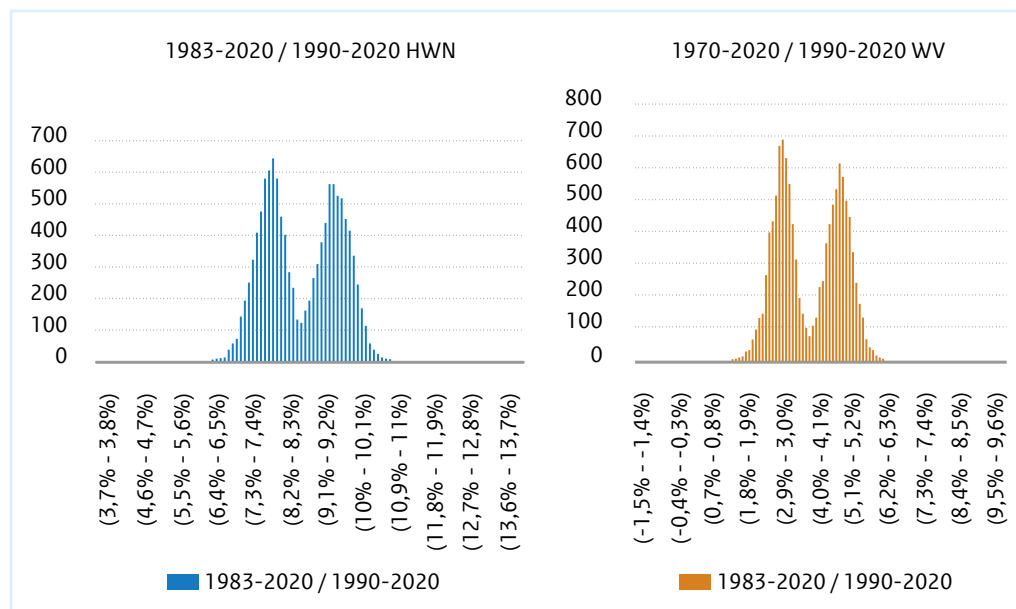 1983-2020 / 1990-2020 HWN
700
600
500
400
300
200
100
0
(3,7% - 3,8%)
(4,6% - 4,7%)
(5,5% - 5,6%)
(6,4% - 6,5%)
(7,3% - 7,4%)
(8,2% - 8,3%)
(9,1% - 9,2%)
(10% - 10,1%)
(10,9% - 11%)
(11,8% - 11,9%)
(12,7% - 12,8%)
(13,6% - 13,7%)
1983-2020 / 1990-2020
1970-2020 / 1990-2020 WV
800
700
600
500
400
300
200
100
0
(-1,5% - -1,4%)
(-0,4% - -0,3%)
(0,7% - 0,8%)
(1,8% - 1,9%)
(2,9% - 3,0%)
(4,0% - 4,1%)
(5,1% - 5,2%)
(6,2% - 6,3%)
(7,3% - 7,4%)
(8,4% - 8,5%)
(9,5% - 9,6%)
1983-2020 / 1990-2020